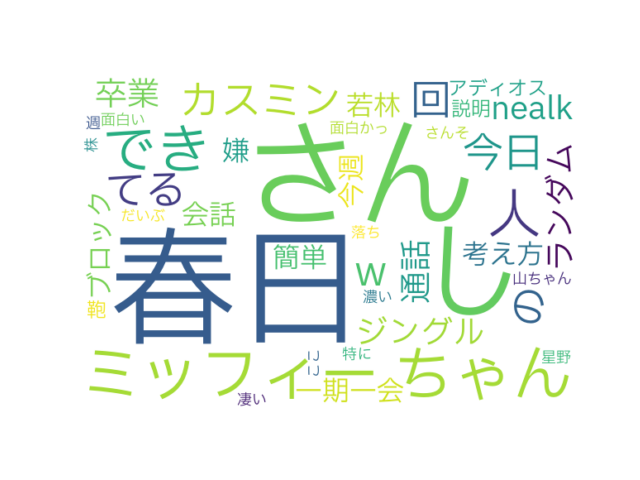 卒業
カスミン
若林
回
アディオス
説明
nealk
週
面白い
面白かっ
さんそ
株
でき
嫌
さん
今日
今週
てる
だいぶ
会話
人
ランダム
ブロック
落ち
簡単
w
通話
考え方
し
春日
鞄
濃い
の
山ちゃん
ジングル
ミッフィーちゃん
特に
星野
一期一会
凄い